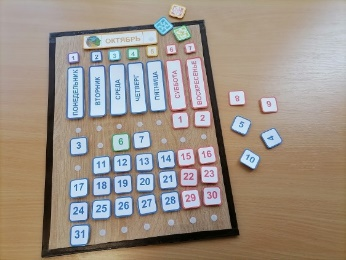 ОКТЯБРЬ
1 2 3 4 5 6 7
ПОНЕДЕЛЬНИК ВТОРНИК СРЕДА ЧЕТВЕРГ ПЯТНИЦА СУББОТА ВОСКРЕСЕНЬЕ
1 2
3 6 7
11 12 13 14 15 16
17 18 19 20 21 22 23
24 25 26 27 28 29 30
31
8 9
5 4
10